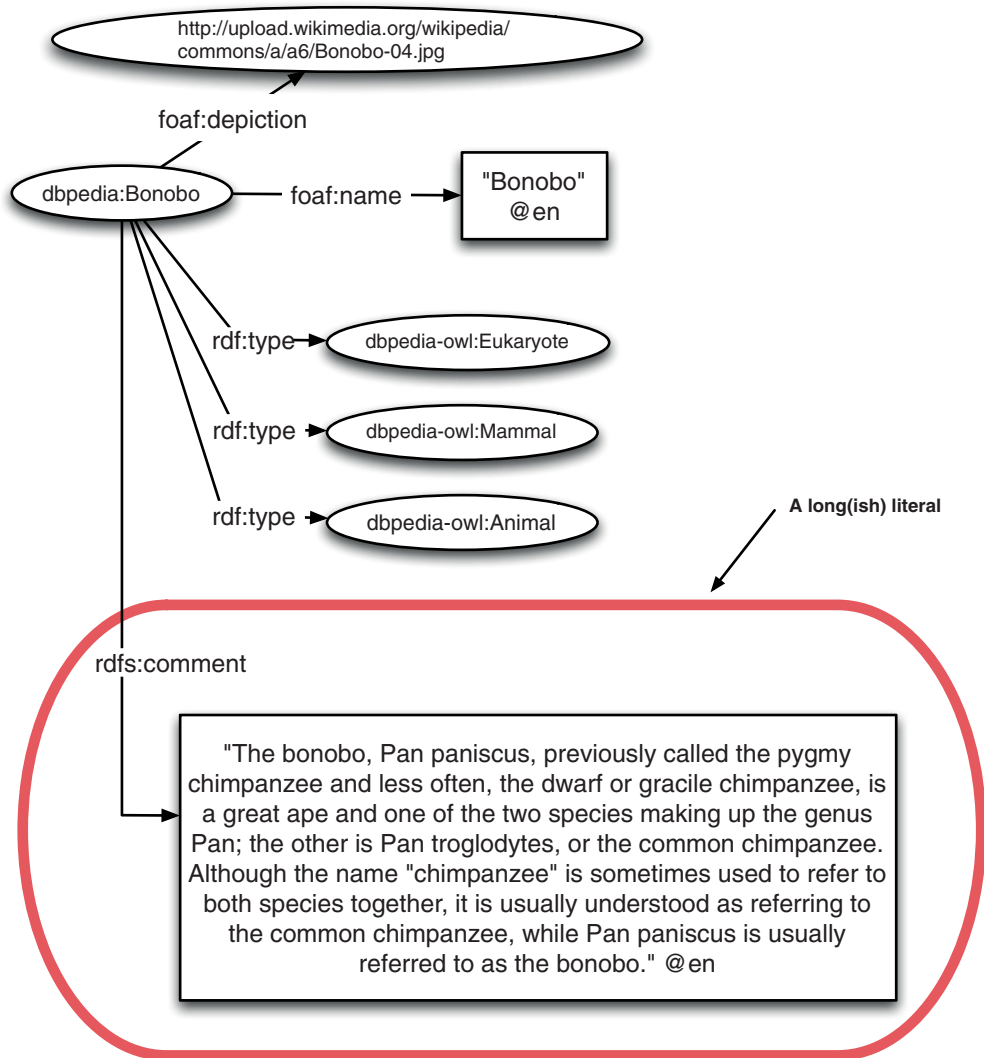 http://upload.wikimedia.org/wikipedia/
commons/a/a6/Bonobo-04.jpg
foaf:depiction
dbpedia:Bonobo
foaf:name
"Bonobo"
@en
rdf:type
dbpedia-owl:Eukaryote
rdf:type
dbpedia-owl:Mammal
rdf:type
dbpedia-owl:Animal
A long(ish) literal
rdfs:comment
"The bonobo, Pan paniscus, previously called the pygmy
chimpanzee and less often, the dwarf or gracile chimpanzee, is
a great ape and one of the two species making up the genus
Pan; the other is Pan troglodytes, or the common chimpanzee.
Although the name "chimpanzee" is sometimes used to refer to
both species together, it is usually understood as referring to
the common chimpanzee, while Pan paniscus is usually
referred to as the bonobo." @en